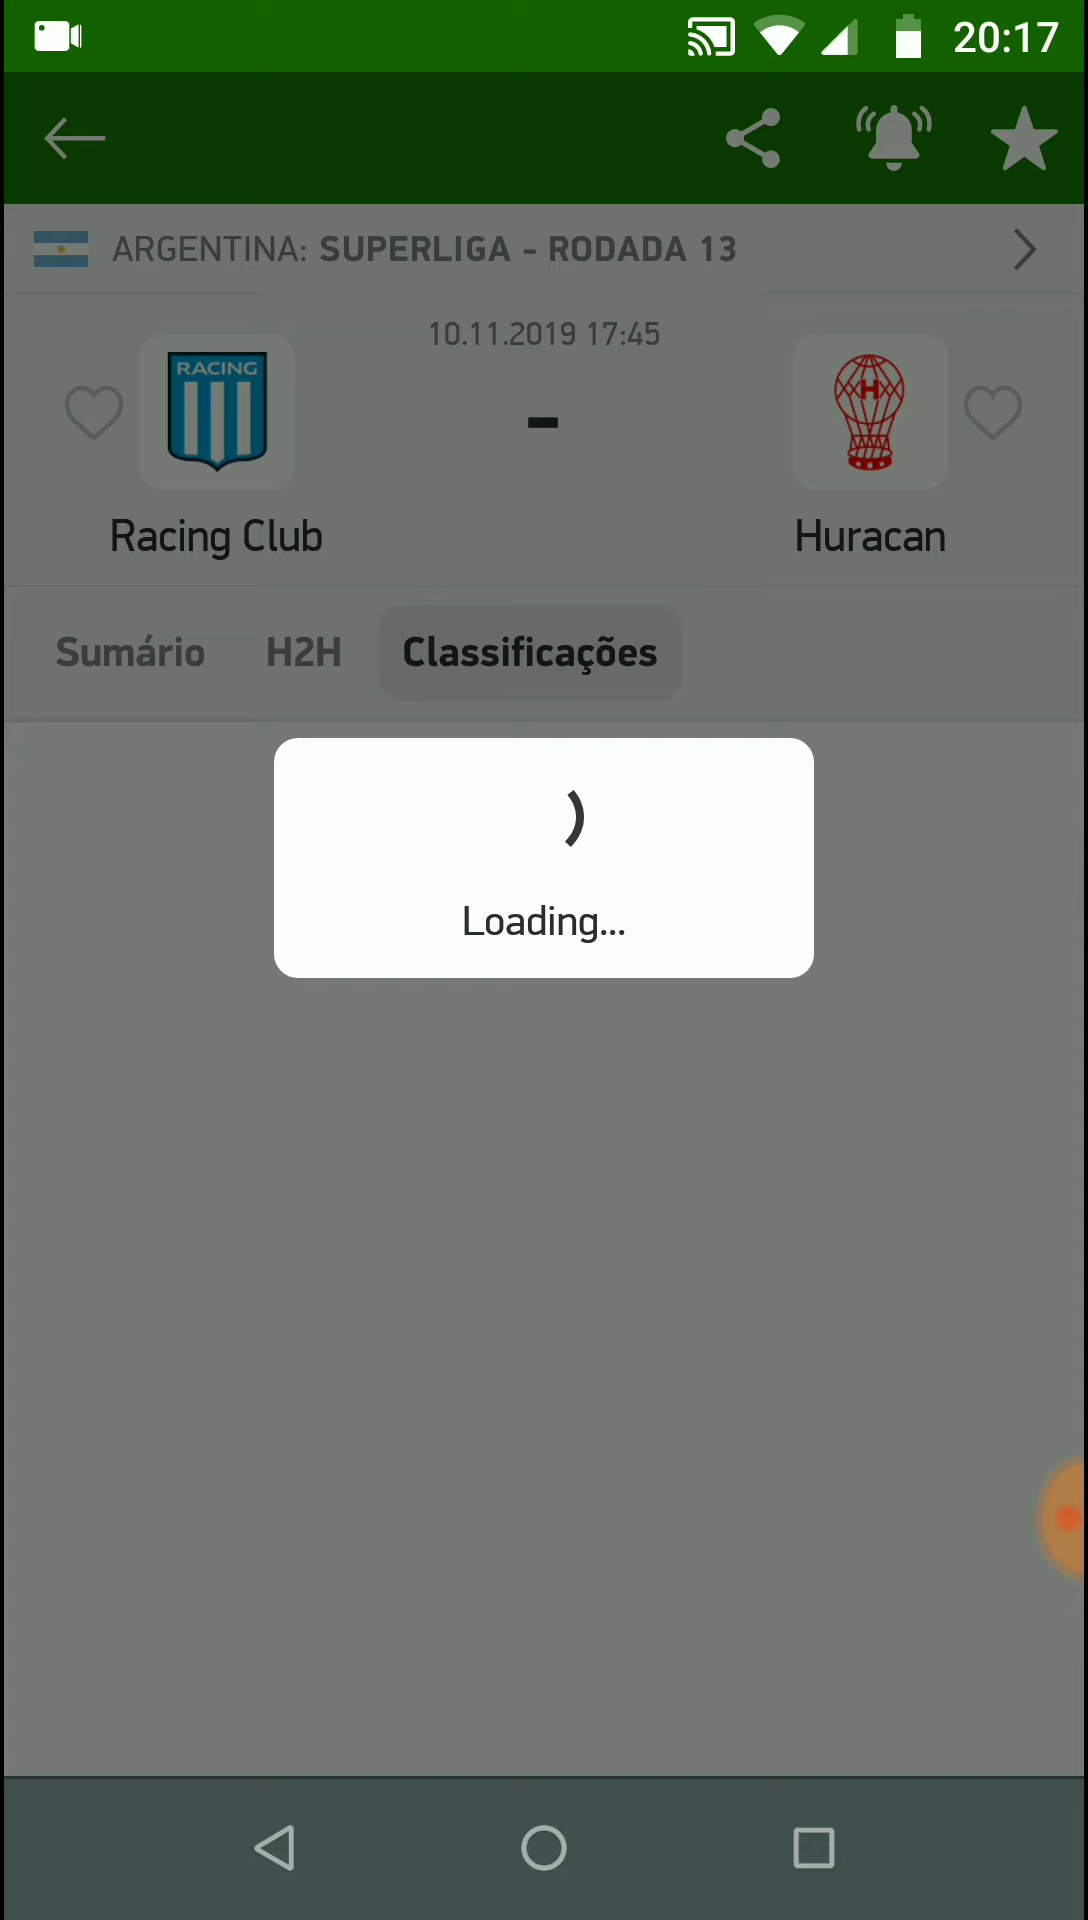 20:17
ARGENTINA: SUPERLIGA - RODADA 13
10.11.2019 17:45
RACING
H
-
Racing Club
Huracan
Sumário
H2H
Classificações
Loading...